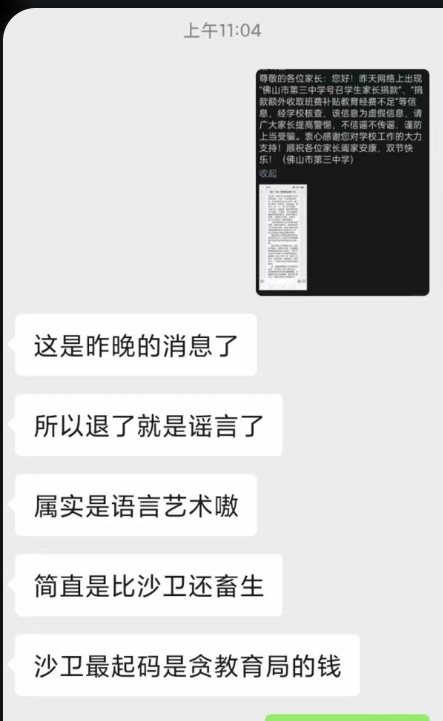 上午11:04
尊敬的各位家长：您好！昨天网络上出现
“佛山市第三中学号召学生家长捐款”、“捐
款额外收取班费补贴教育经费不足”等信
息，经学校核查，该信息为虚假信息，请
广大家长提高警惕，不信谣不传谣，谨防
上当受骗。衷心感谢您对学校工作的大力
支持！顺祝各位家长阖家安康，双节快
乐！（佛山市第三中学）
收起
这是昨晚的消息了
所以退了就是谣言了
属实是语言艺术嗷
简直是比沙卫还畜生
沙卫最起码是贪教育局的钱